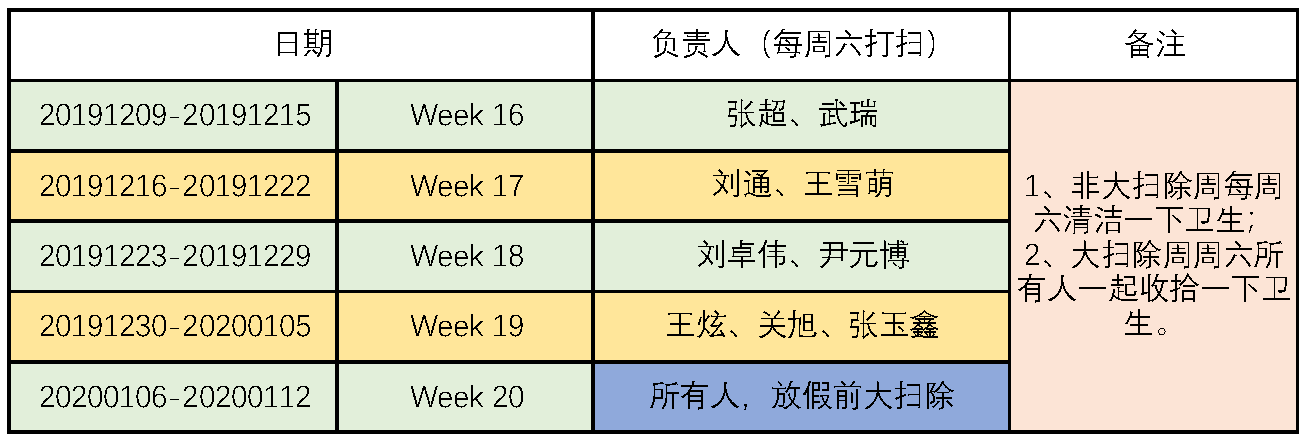 日期 负责人（每周六打扫） 备注
20191209-20191215 Week 16 张超、武瑞
20191216-20191222 Week 17 刘通、王雪萌
20191223-20191229 Week 18 刘卓伟、尹元博
20191230-20200105 Week 19 王炫、关旭、张玉鑫
20200106-20200112 Week 20 所有人，放假前大扫除
1、非大扫除周每周
六清洁一下卫生；
2、大扫除周周六所
有人一起收拾一下卫
生。